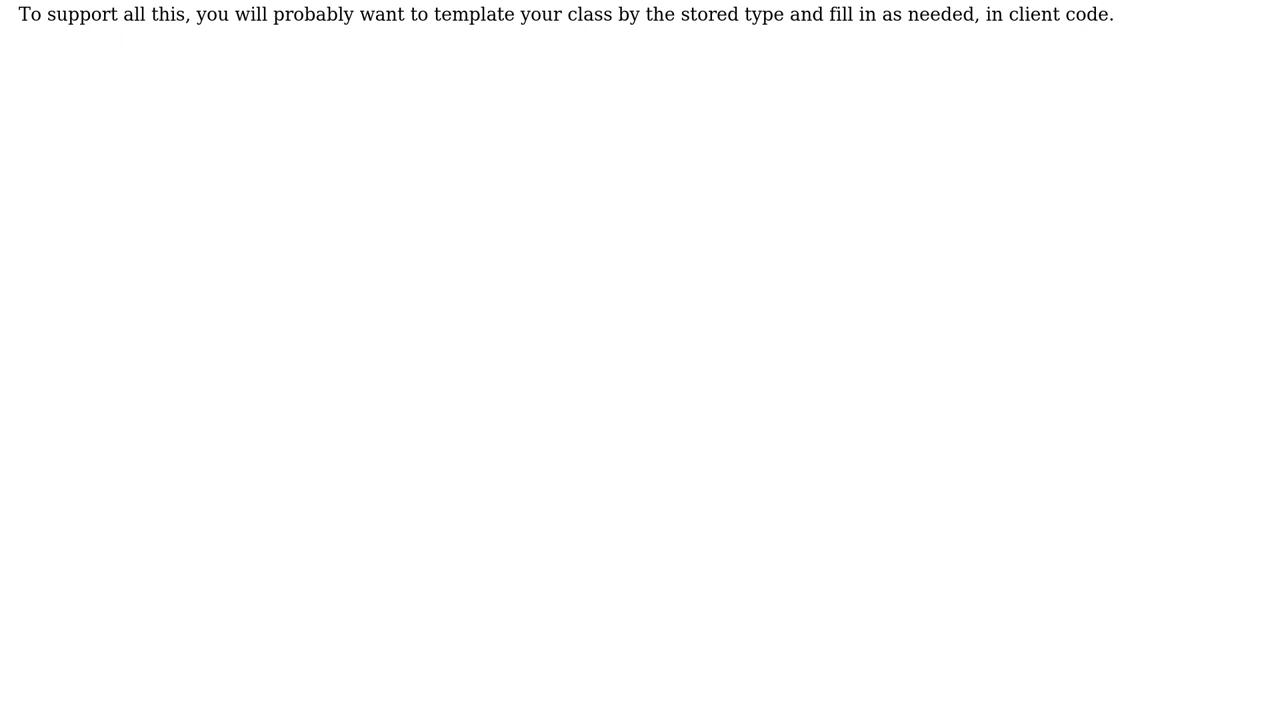 To support all this, you will probably want to template your class by the stored type and fill in as needed, in client code.